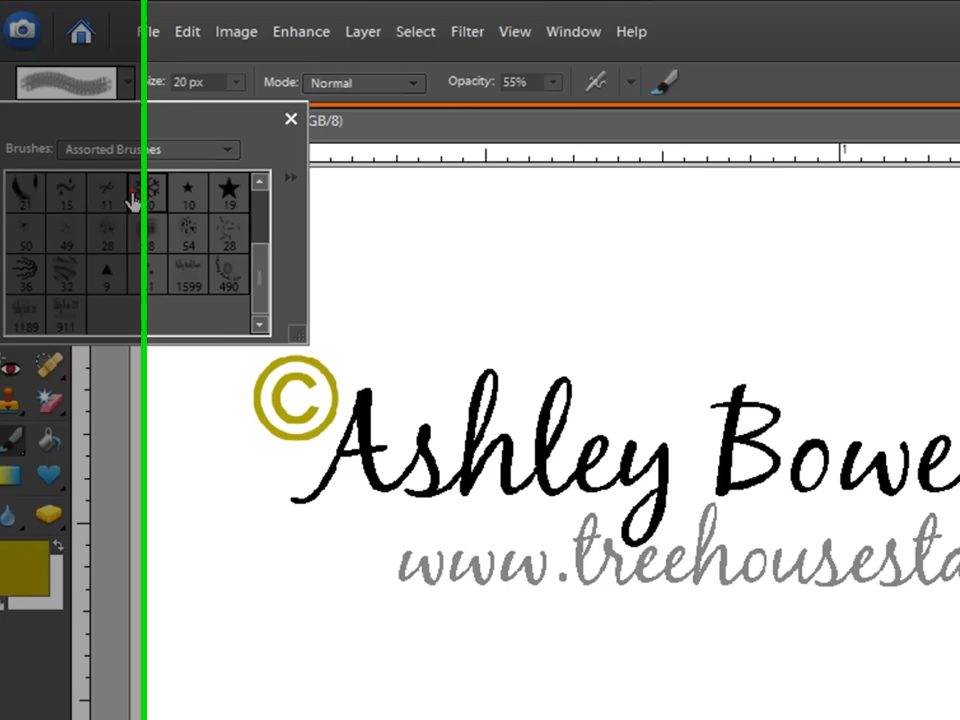 File Edit Image Enhance Layer Select Filter View Window Help
Size: 20 px Mode: Normal Opacity: 55%
GB/8)
Brushes: Assorted Brushes
1
21 15 11 10 19
50 49 28 54 28
36 32 9 1599 490
1189 911
©Ashley Bowe
www.treehousesta